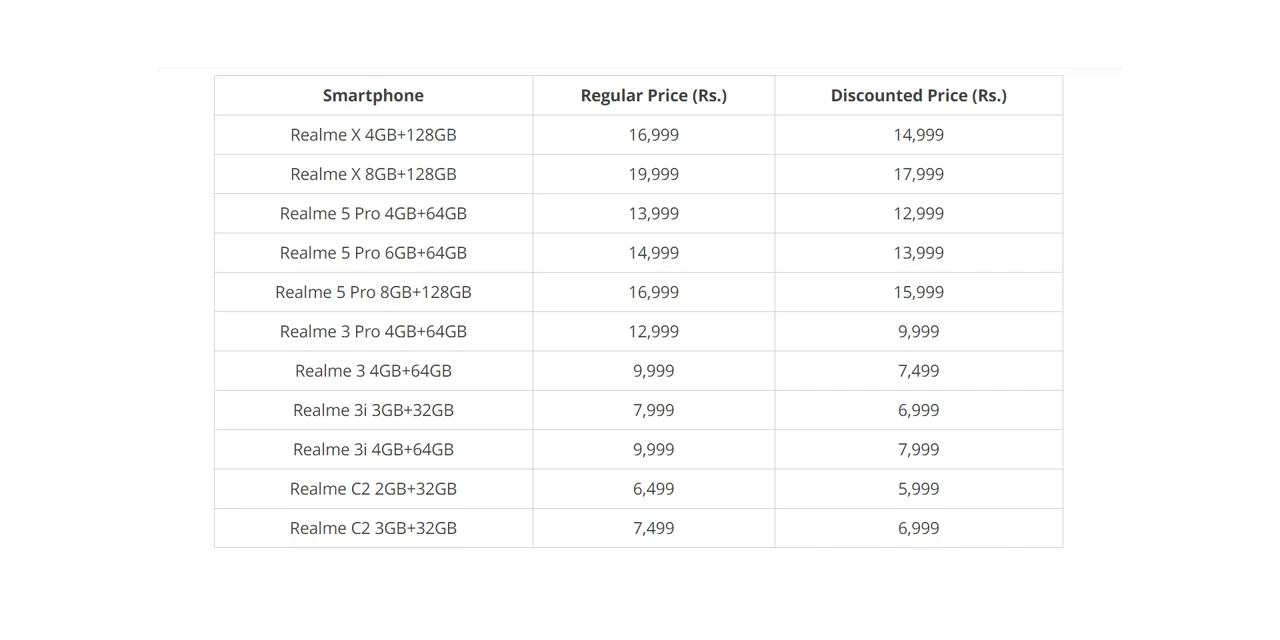 Smartphone Regular Price (Rs.) Discounted Price (Rs.)
Realme X 4GB+128GB 16,999 14,999
Realme X 8GB+128GB 19,999 17,999
Realme 5 Pro 4GB+64GB 13,999 12,999
Realme 5 Pro 6GB+64GB 14,999 13,999
Realme 5 Pro 8GB+128GB 16,999 15,999
Realme 3 Pro 4GB+64GB 12,999 9,999
Realme 3 4GB+64GB 9,999 7,499
Realme 3i 3GB+32GB 7,999 6,999
Realme 3i 4GB+64GB 9,999 7,999
Realme C2 2GB+32GB 6,499 5,999
Realme C2 3GB+32GB 7,499 6,999